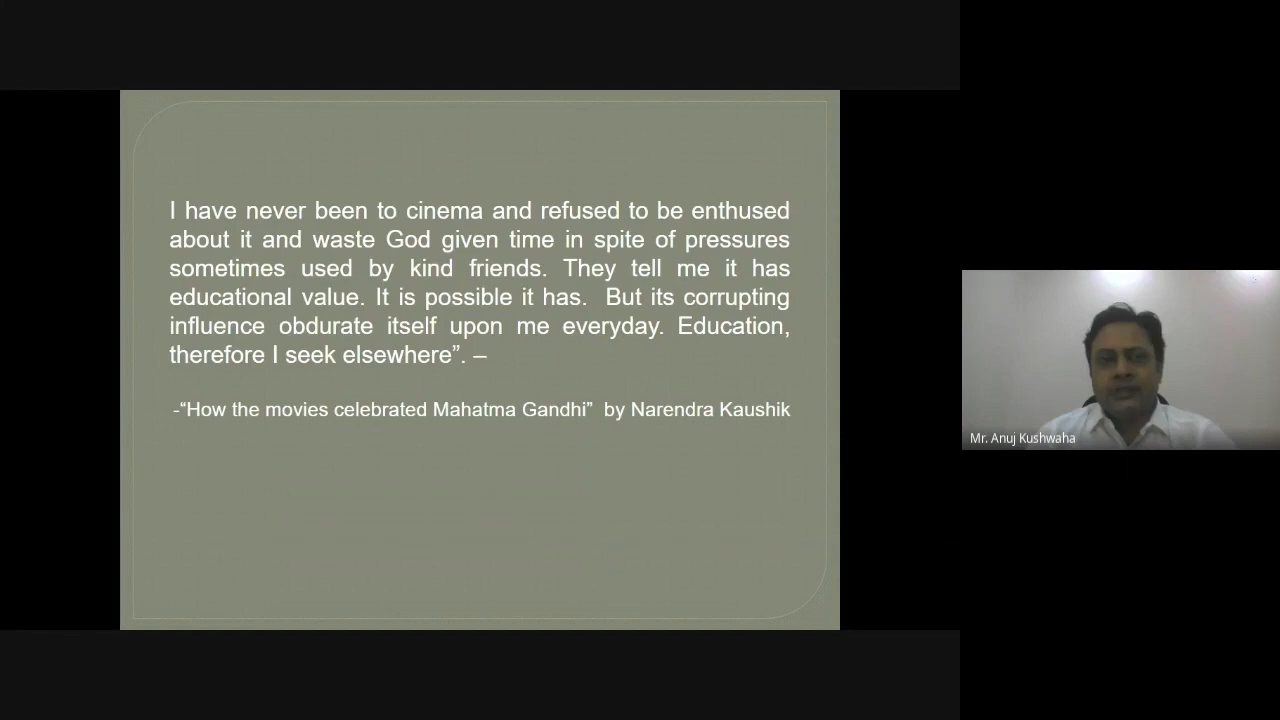 I have never been to cinema and refused to be enthused
about it and waste God given time in spite of pressures
sometimes used by kind friends. They tell me it has
educational value. It is possible it has.  But its corrupting
influence obdurate itself upon me everyday. Education,
therefore I seek elsewhere”. –
-“How the movies celebrated Mahatma Gandhi”  by Narendra Kaushik
Mr. Anuj Kushwaha